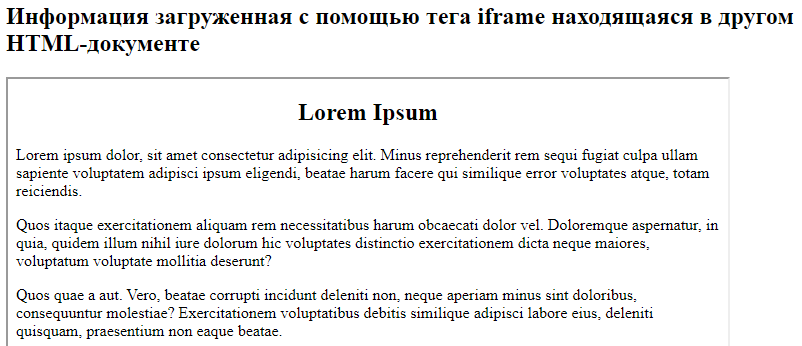 Информация загруженная с помощью тега iframe находящаяся в другом
HTML-документе
Lorem Ipsum
Lorem ipsum dolor, sit amet consectetur adipisicing elit. Minus reprehenderit rem sequi fugiat culpa ullam
sapiente voluptatem adipisci ipsum eligendi, beatae harum facere qui similique error voluptates atque, totam
reiciendis.
Quos itaque exercitationem aliquam rem necessitatibus harum obcaecati dolor vel. Doloremque aspernatur, in
quia, quidem illum nihil iure dolorum hic voluptates distinctio exercitationem dicta neque maiores,
voluptatum voluptate mollitia deserunt?
Quos quae a aut. Vero, beatae corrupti incidunt deleniti non, neque aperiam minus sint doloribus,
consequuntur molestiae? Exercitationem voluptatibus debitis similique adipisci labore eius, deleniti
quisquam, praesentium non eaque beatae.